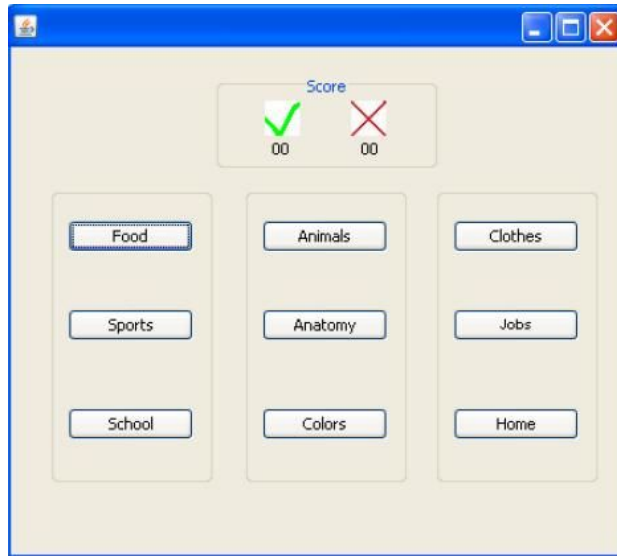 Score
00 00
Food Animals Clothes
Sports Anatomy Jobs
School Colors Home